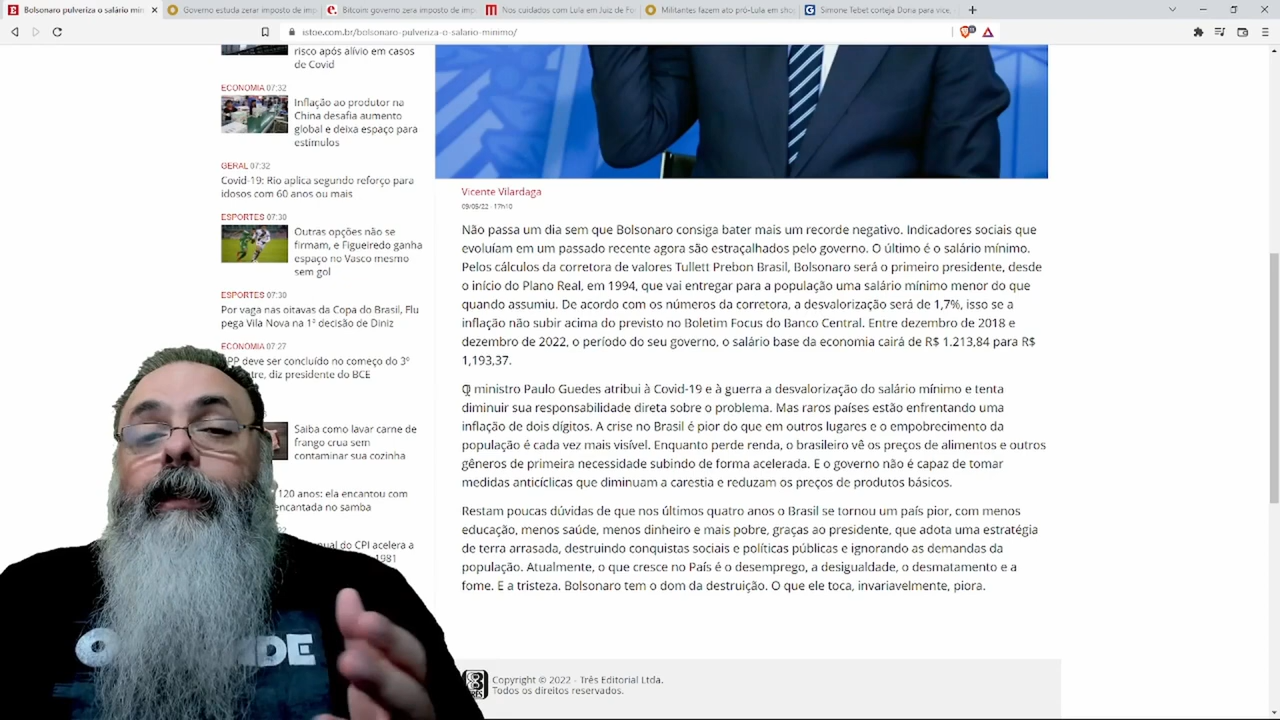 Bolsonaro pulveriza o salário mín
Governo estuda zerar imposto de imp
Bitcoin governo zera imposto de imp
Nos cuidados com Lula em Juiz de Fo
Militantes fazem ato pró-Lula em sho
Simone Tebet corteja Doria para vice,
istoe.com.br/bolsonaro-pulveriza-o-salario-minimo/
risco após alívio em casos
de Covid
ECONOMIA 07:32
Inflação ao produtor na
China desafia aumento
global e deixa espaço para
estímulos
GERAL 07:32
Covid-19: Rio aplica segundo reforço para
idosos com 60 anos ou mais
ESPORTES 07:30
Outras opções não se
firmam, e Figueiredo ganha
espaço no Vasco mesmo
sem gol
ESPORTES 07:30
Por vaga nas oitavas da Copa do Brasil, Flu
pega Vila Nova na 1ª decisão de Diniz
ECONOMIA 07:27
PP deve ser concluído no começo do 3º
tre, diz presidente do BCE
Saiba como lavar carne de
frango crua sem
contaminar sua cozinha
120 anos: ela encantou com
encantada no samba
ual do CPI acelera a
1981
Vicente Vilardaga
09/05/22 - 17h10
Não passa um dia sem que Bolsonaro consiga bater mais um recorde negativo. Indicadores sociais que
evoluíam em um passado recente agora são estraçalhados pelo governo. O último é o salário mínimo.
Pelos cálculos da corretora de valores Tullett Prebon Brasil, Bolsonaro será o primeiro presidente, desde
o início do Plano Real, em 1994, que vai entregar para a população uma salário mínimo menor do que
quando assumiu. De acordo com os números da corretora, a desvalorização será de 1,7%, isso se a
inflação não subir acima do previsto no Boletim Focus do Banco Central. Entre dezembro de 2018 e
dezembro de 2022, o período do seu governo, o salário base da economia cairá de R$ 1.213,84 para R$
1,193,37.
O ministro Paulo Guedes atribui à Covid-19 e à guerra a desvalorização do salário mínimo e tenta
diminuir sua responsabilidade direta sobre o problema. Mas raros países estão enfrentando uma
inflação de dois dígitos. A crise no Brasil é pior do que em outros lugares e o empobrecimento da
população é cada vez mais visível. Enquanto perde renda, o brasileiro vê os preços de alimentos e outros
gêneros de primeira necessidade subindo de forma acelerada. E o governo não é capaz de tomar
medidas anticíclicas que diminuam a carestia e reduzam os preços de produtos básicos.
Restam poucas dúvidas de que nos últimos quatro anos o Brasil se tornou um país pior, com menos
educação, menos saúde, menos dinheiro e mais pobre, graças ao presidente, que adota uma estratégia
de terra arrasada, destruindo conquistas sociais e políticas públicas e ignorando as demandas da
população. Atualmente, o que cresce no País é o desemprego, a desigualdade, o desmatamento e a
fome. E a tristeza. Bolsonaro tem o dom da destruição. O que ele toca, invariavelmente, piora.
Copyright © 2022 - Três Editorial Ltda.
Todos os direitos reservados.